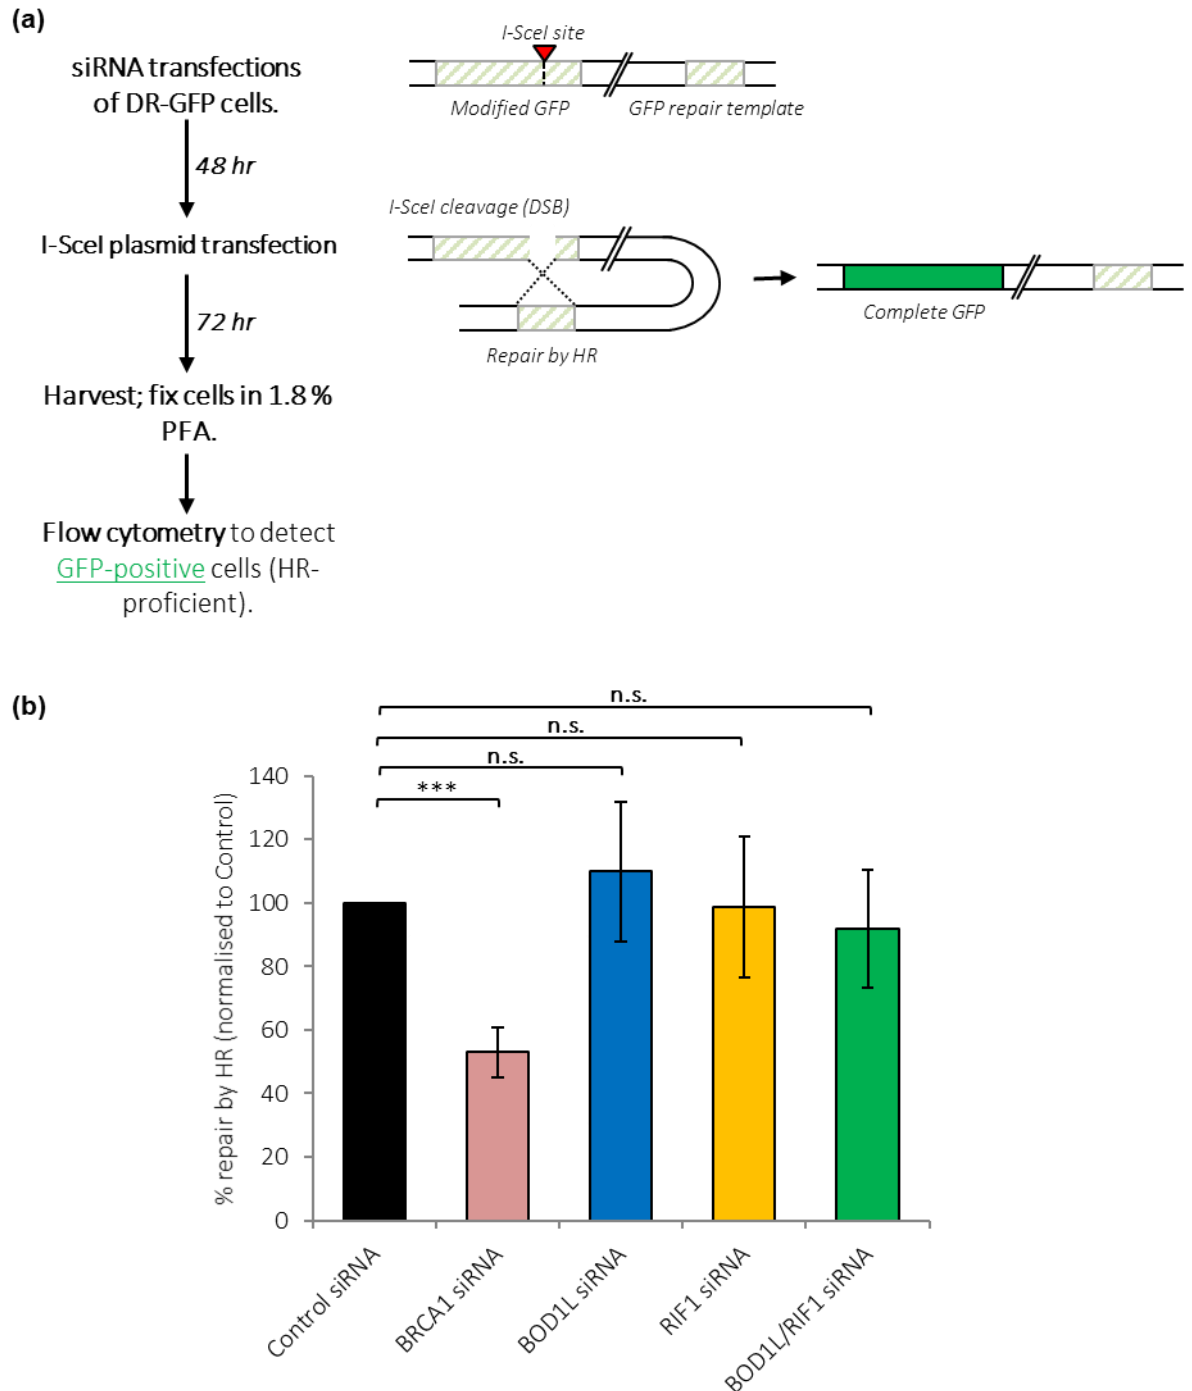 (a)
siRNA transfections
of DR-GFP cells.
48 hr
I-SceI plasmid transfection
72 hr
Harvest; fix cells in 1.8 %
PFA.
Flow cytometry to detect
GFP-positive cells (HR-
proficient).
I-SceI site
Modified GFP
GFP repair template
I-SceI cleavage (DSB)
Repair by HR
Complete GFP
(b)
n.s.
n.s.
n.s.
***
% repair by HR (normalised to Control)
140
120
100
80
60
40
20
0
Control siRNA
BRCA1 siRNA
BOD1L siRNA
RIF1 siRNA
BOD1L/RIF1 siRNA